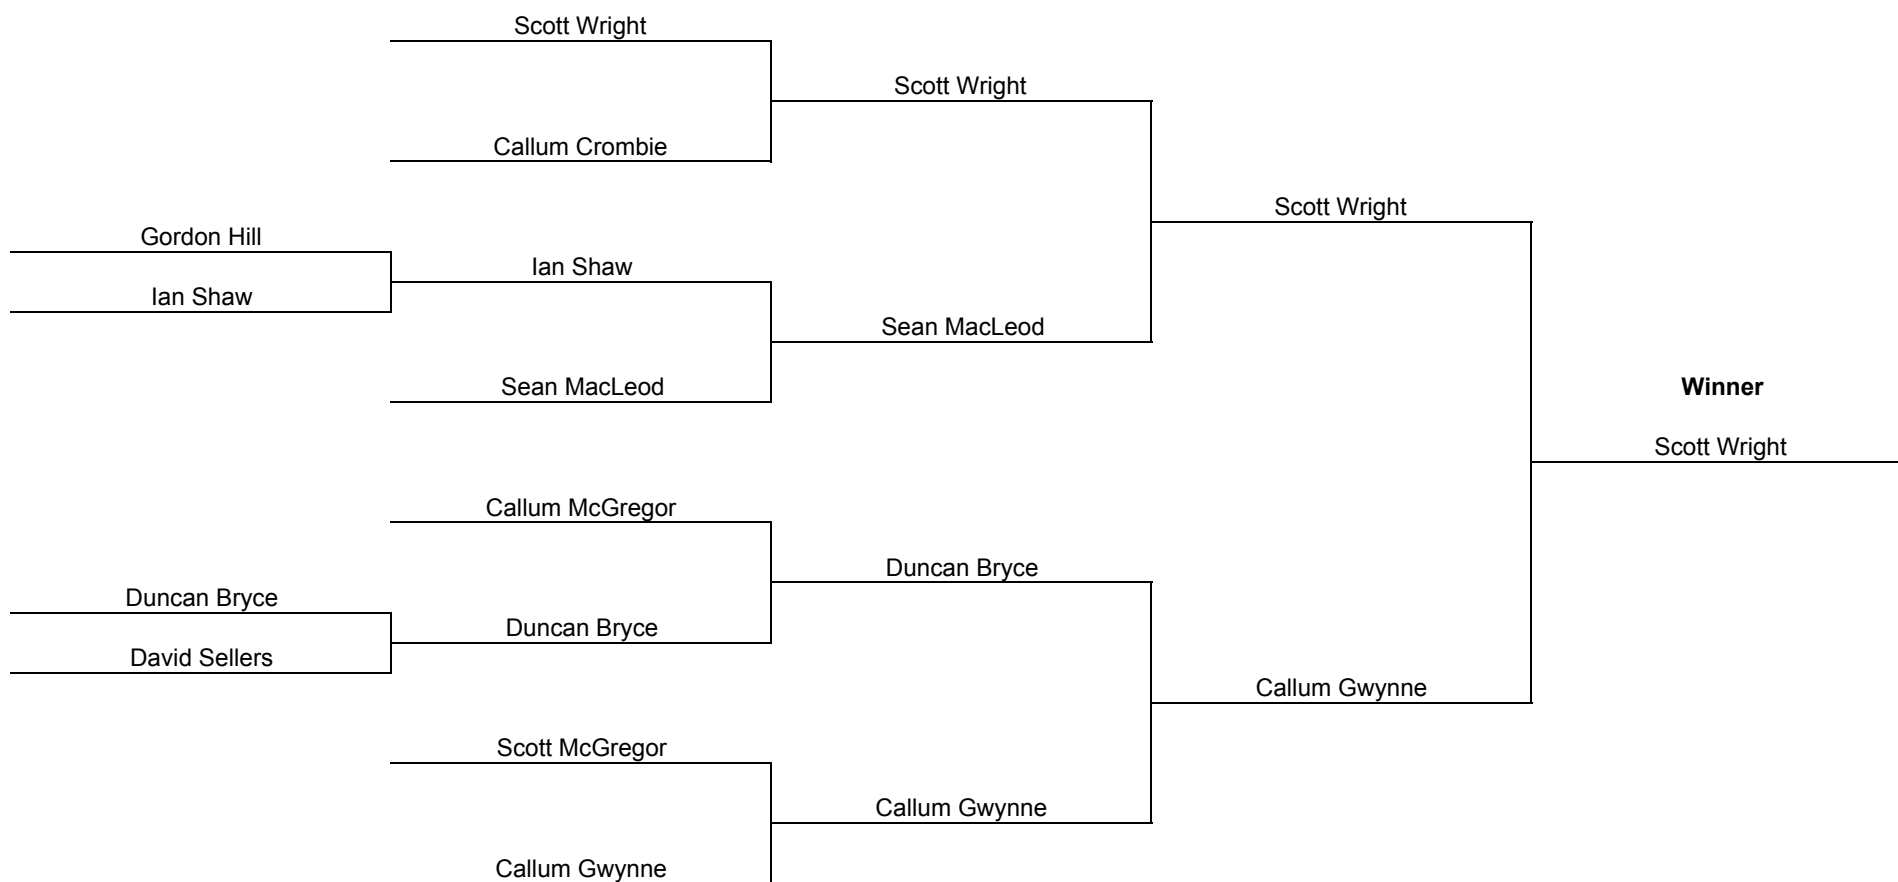 Scott Wright
Scott Wright
Callum Crombie
Scott Wright
Gordon Hill
Ian Shaw
Ian Shaw
Sean MacLeod
Sean MacLeod
Winner
Scott Wright
Callum McGregor
Duncan Bryce
Duncan Bryce
Duncan Bryce
David Sellers
Callum Gwynne
Scott McGregor
Callum Gwynne
Callum Gwynne